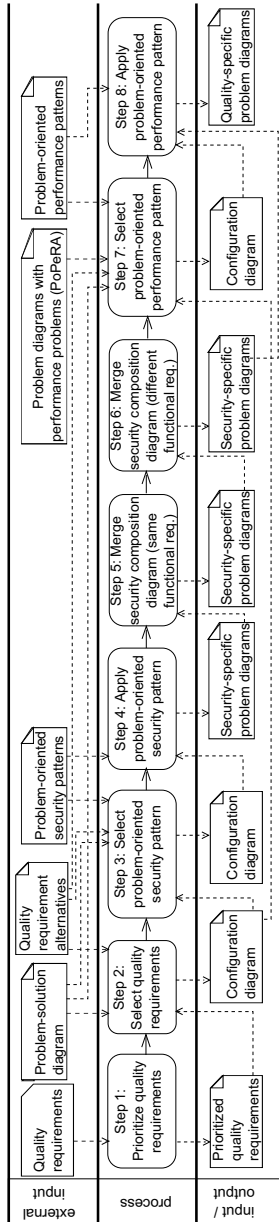 external
input
Quality
requirements
Problem-solution
diagram
Quality
requirement
alternatives
Problem-oriented
security patterns
Problem diagrams with
performance problems (PoPeRA)
Problem-oriented
performance patterns
process
Step 1:
Prioritize quality
requirements
Step 2:
Select quality
requirements
Step 3: Select
problem-oriented
security pattern
Step 4: Apply
problem-oriented
security pattern
Step 5: Merge
security composition
diagram (same
functional req.)
Step 6: Merge
security composition
diagram (different
functional req.)
Step 7: Select
problem-oriented
performance pattern
Step 8: Apply
problem-oriented
performance pattern
input /
output
Prioritized
quality
requirements
Configuration
diagram
Configuration
diagram
Security-specific
problem diagrams
Security-specific
problem diagrams
Security-specific
problem diagrams
Configuration
diagram
Quality-specific
problem diagrams